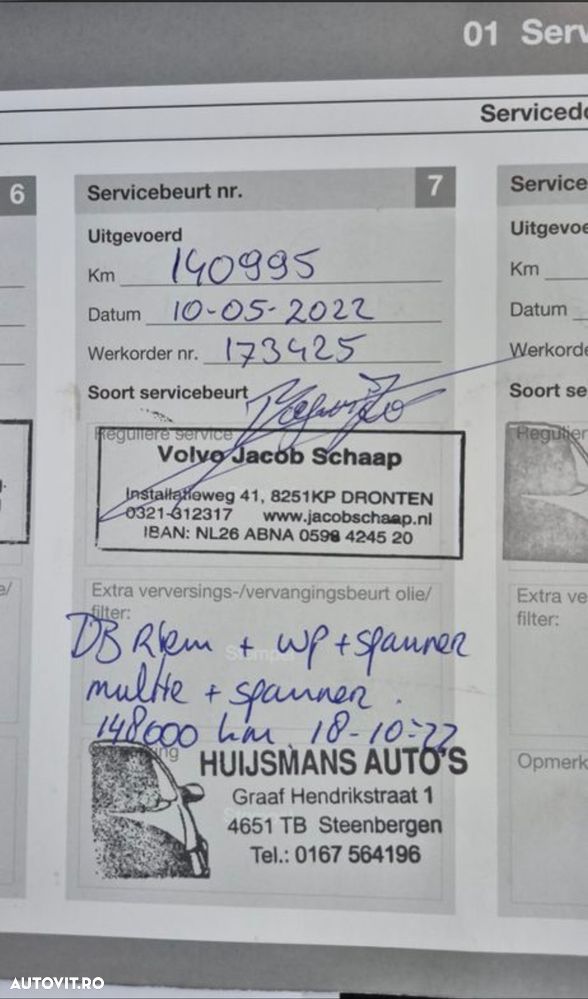 01 Serv
Servicedo
6
Servicebeurt nr. 7
Uitgevoerd
Km 140995
Datum 10-05-2022
Werkorder nr. 173425
Soort servicebeurt
Reguliere service
Volvo Jacob Schaap
Installatieweg 41, 8251KP DRONTEN
0321-312317 www.jacobschaap.nl
IBAN: NL26 ABNA 0598 4245 20
Extra verversings-/vervangingsbeurt olie/
filter:
DB Riem + wp + spanner
Stempel
multie + spanner.
148000 km. 18-10-22
HUIJSMANS AUTO'S
Graaf Hendrikstraat 1
4651 TB Steenbergen
Tel.: 0167 564196
Service
Uitgevoe
Km
Datum
Werkorde
Soort se
Regulier
Extra ve
filter:
Opmerk
AUTOVIT.RO